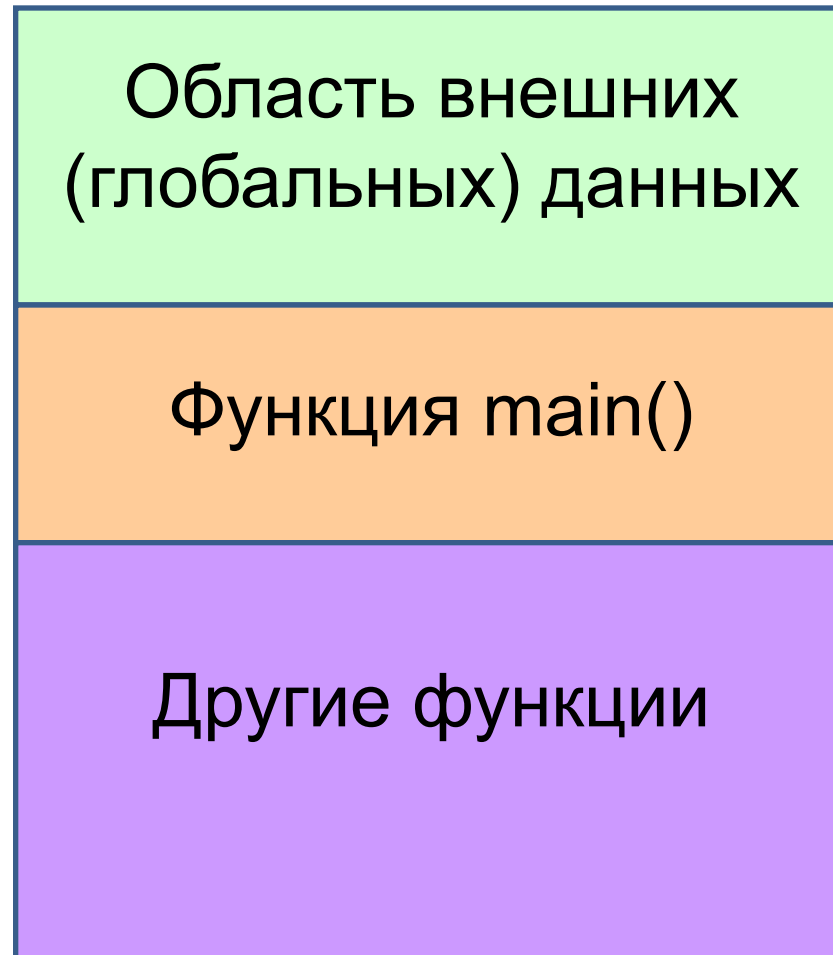 Область внешних
(глобальных) данных
Функция main()
Другие функции